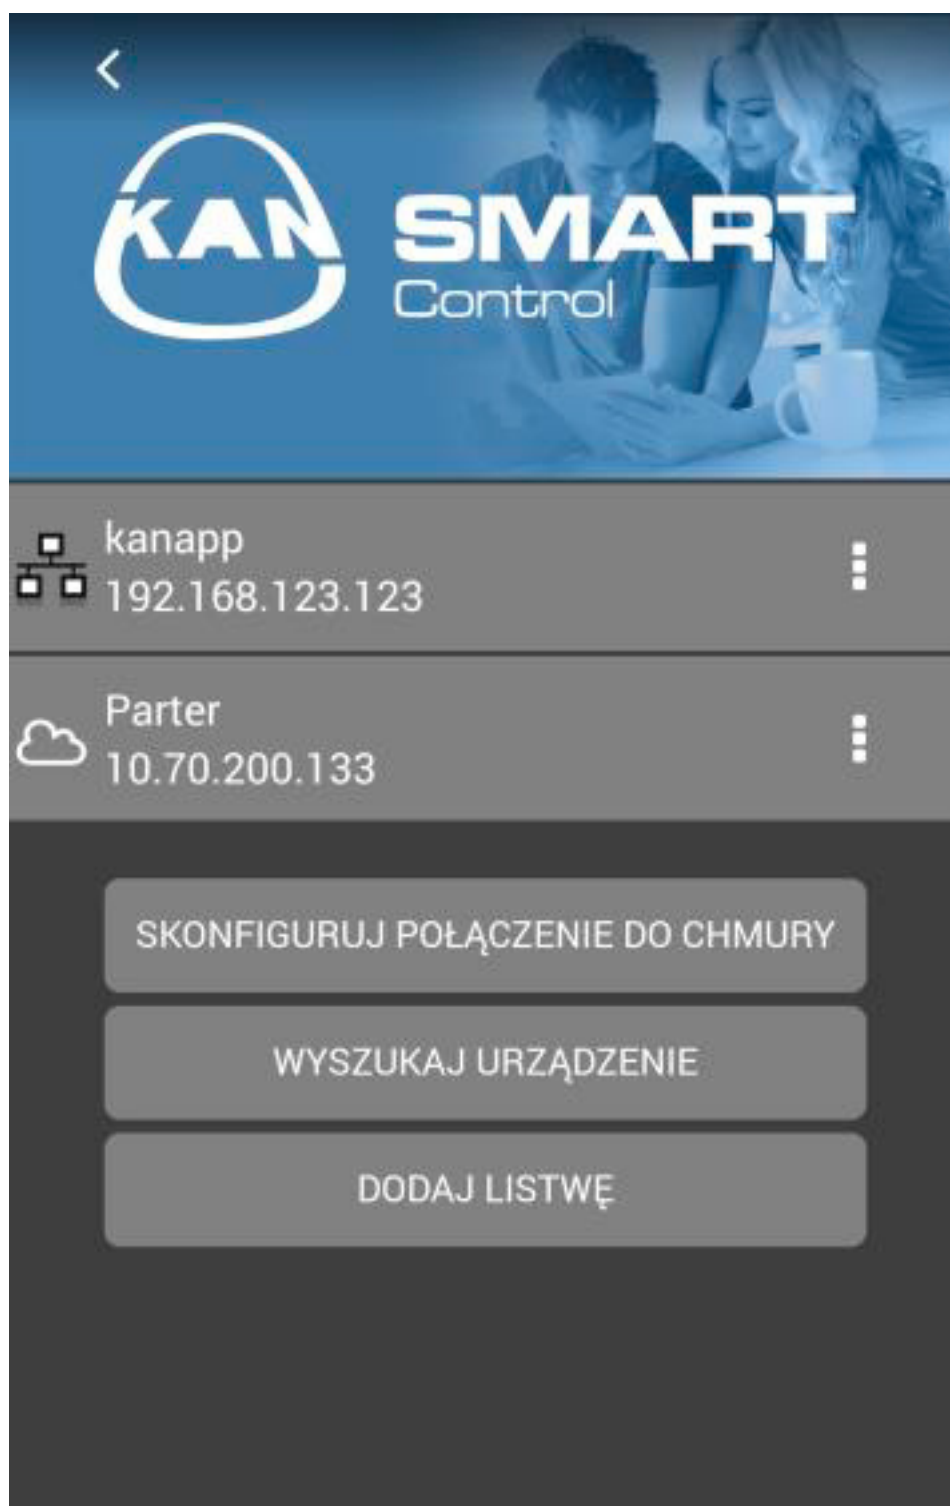 KAN
SMART
Control
kanapp
192.168.123.123
Parter
10.70.200.133
SKONFIGURUJ POŁĄCZENIE DO CHMURY
WYSZUKAJ URZĄDZENIE
DODAJ LISTWĘ